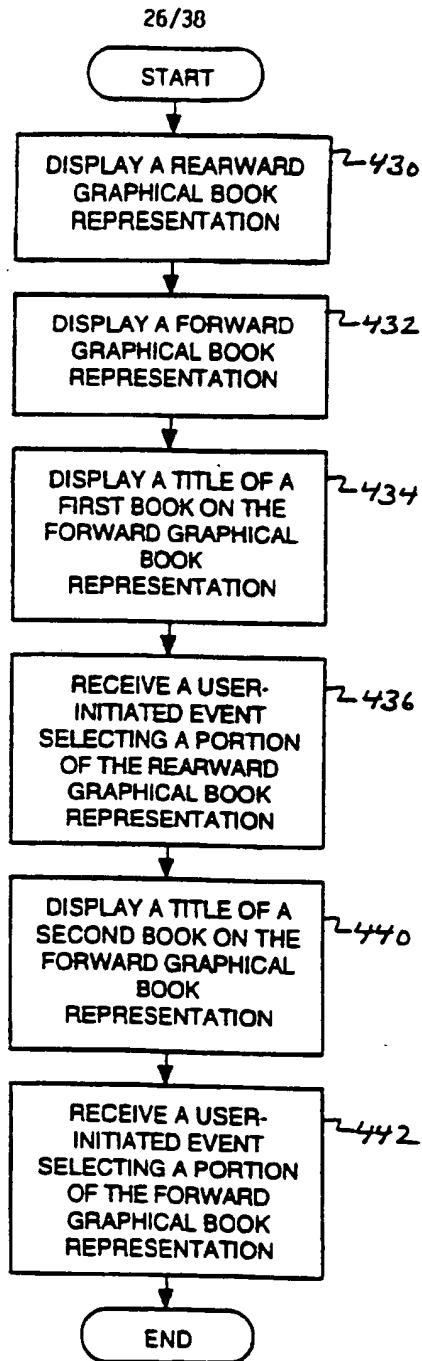 26/38
START
DISPLAY A REARWARD
GRAPHICAL BOOK
REPRESENTATION
430
DISPLAY A FORWARD
GRAPHICAL BOOK
REPRESENTATION
432
DISPLAY A TITLE OF A
FIRST BOOK ON THE
FORWARD GRAPHICAL
BOOK
REPRESENTATION
434
RECEIVE A USER-
INITIATED EVENT
SELECTING A PORTION
OF THE REARWARD
GRAPHICAL BOOK
REPRESENTATION
436
DISPLAY A TITLE OF A
SECOND BOOK ON THE
FORWARD GRAPHICAL
BOOK
REPRESENTATION
440
RECEIVE A USER-
INITIATED EVENT
SELECTING A PORTION
OF THE FORWARD
GRAPHICAL BOOK
REPRESENTATION
442
END